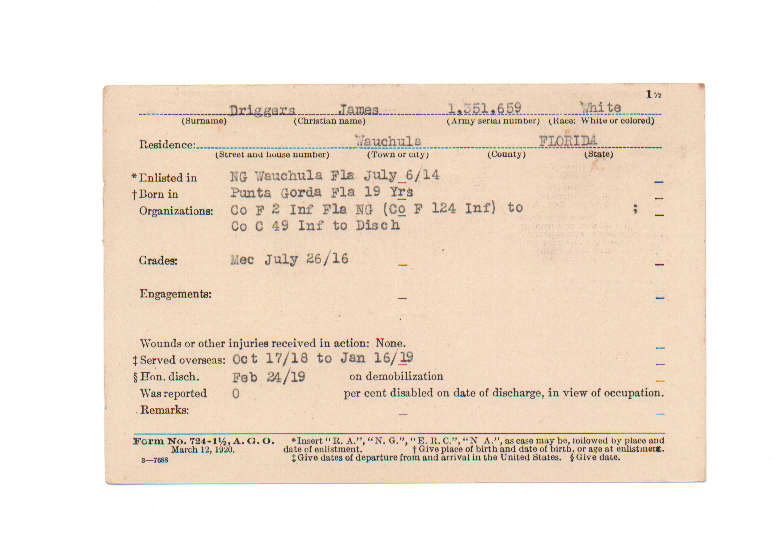 1½
Driggers James 1,351,659 White
(Surname) (Christian name) (Army serial number) (Race: White or colored)
Residence: Wauchula FLORIDA
(Street and house number) (Town or city) (County) (State)
*Enlisted in NG Wauchula Fla July 6/14
†Born in Punta Gorda Fla 19 Yrs
Organizations: Co F 2 Inf Fla NG (Co F 124 Inf) to ;
Co C 49 Inf to Disch
Grades: Mec July 26/16
Engagements:
Wounds or other injuries received in action: None.
‡Served overseas: Oct 17/18 to Jan 16/19
§Hon. disch. Feb 24/19 on demobilization
Was reported 0 per cent disabled on date of discharge, in view of occupation.
Remarks:
Form No. 724-1½, A. G. O. *Insert "R. A.", "N. G.", "E. R. C.", "N A.", as case may be, followed by place and
March 12, 1920. date of enlistment. †Give place of birth and date of birth, or age at enlistment.
3—7688 ‡Give dates of departure from and arrival in the United States. §Give date.